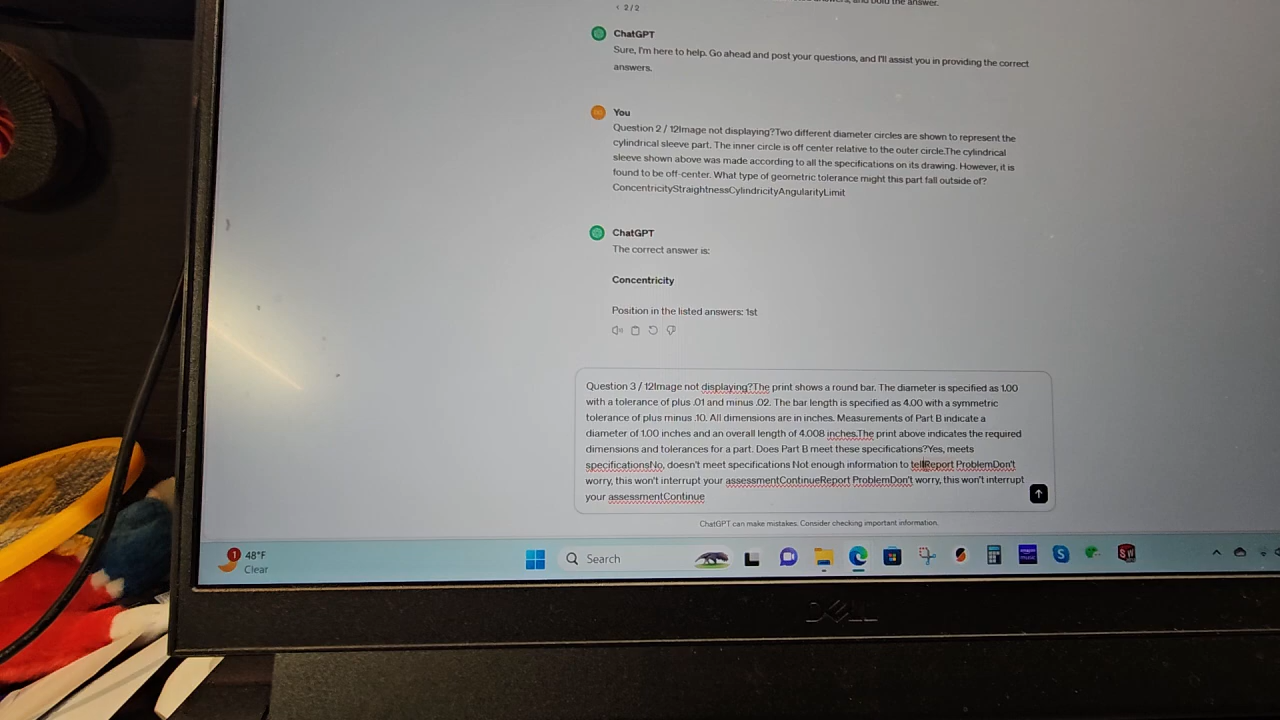 and bold the answer.
< 2/2
ChatGPT
Sure, I'm here to help. Go ahead and post your questions, and I'll assist you in providing the correct
answers.
You
Question 2 / 12Image not displaying?Two different diameter circles are shown to represent the
cylindrical sleeve part. The inner circle is off center relative to the outer circle.The cylindrical
sleeve shown above was made according to all the specifications on its drawing. However, it is
found to be off-center. What type of geometric tolerance might this part fall outside of?
ConcentricityStraightnessCylindricityAngularityLimit
ChatGPT
The correct answer is:
Concentricity
Position in the listed answers: 1st
Question 3 / 12Image not displaying?The print shows a round bar. The diameter is specified as 1.00
with a tolerance of plus .01 and minus .02. The bar length is specified as 4.00 with a symmetric
tolerance of plus minus .10. All dimensions are in inches. Measurements of Part B indicate a
diameter of 1.00 inches and an overall length of 4.008 inches.The print above indicates the required
dimensions and tolerances for a part. Does Part B meet these specifications?Yes, meets
specificationsNo, doesn't meet specifications Not enough information to tellReport ProblemDon't
worry, this won't interrupt your assessmentContinueReport ProblemDon't worry, this won't interrupt
your assessmentContinue
ChatGPT can make mistakes. Consider checking important information.
1
48°F
Clear
Search
DELL